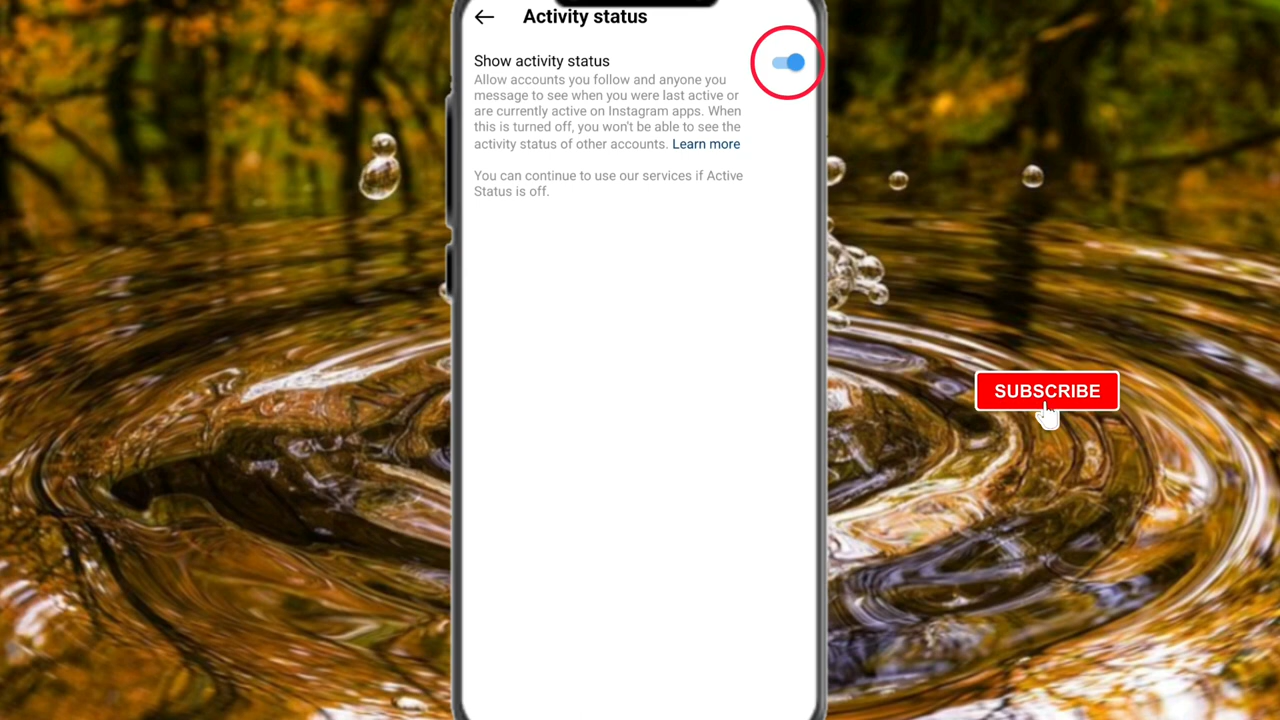 Activity status
Show activity status
Allow accounts you follow and anyone you
message to see when you were last active or
are currently active on Instagram apps. When
this is turned off, you won't be able to see the
activity status of other accounts. Learn more
You can continue to use our services if Active
Status is off.
SUBSCRIBE